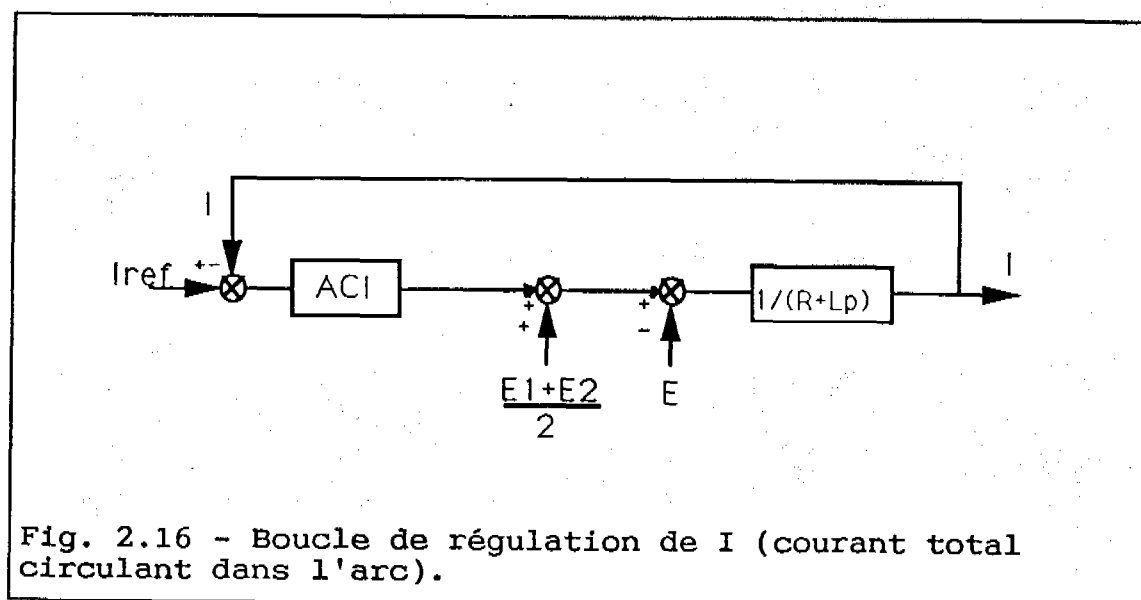 I
Iref
+-
ACI
+
+
E1+E2
2
+
-
E
1/(R+Lp)
I
Fig. 2.16 - Boucle de régulation de I (courant total
circulant dans l'arc).